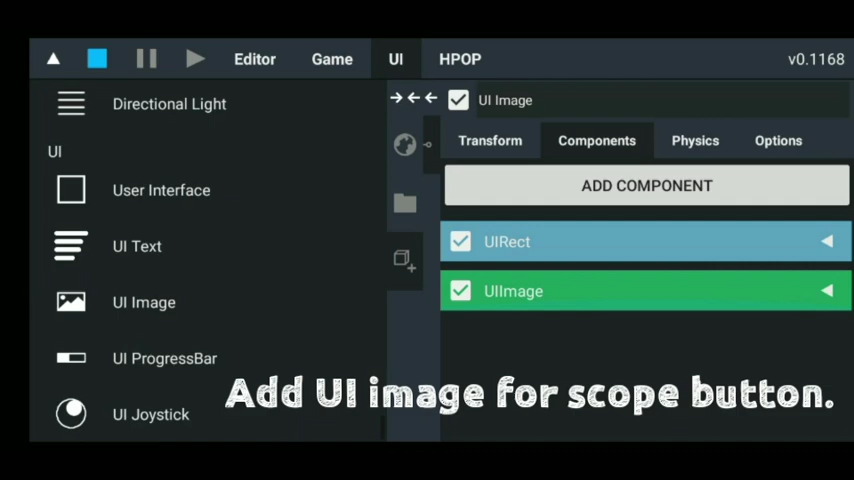 Editor Game UI HPOP v0.1168
Directional Light
UI Image
UI
Transform Components Physics Options
User Interface
ADD COMPONENT
UI Text
UIRect
UI Image
UIImage
UI ProgressBar
Add UI image for scope button.
UI Joystick